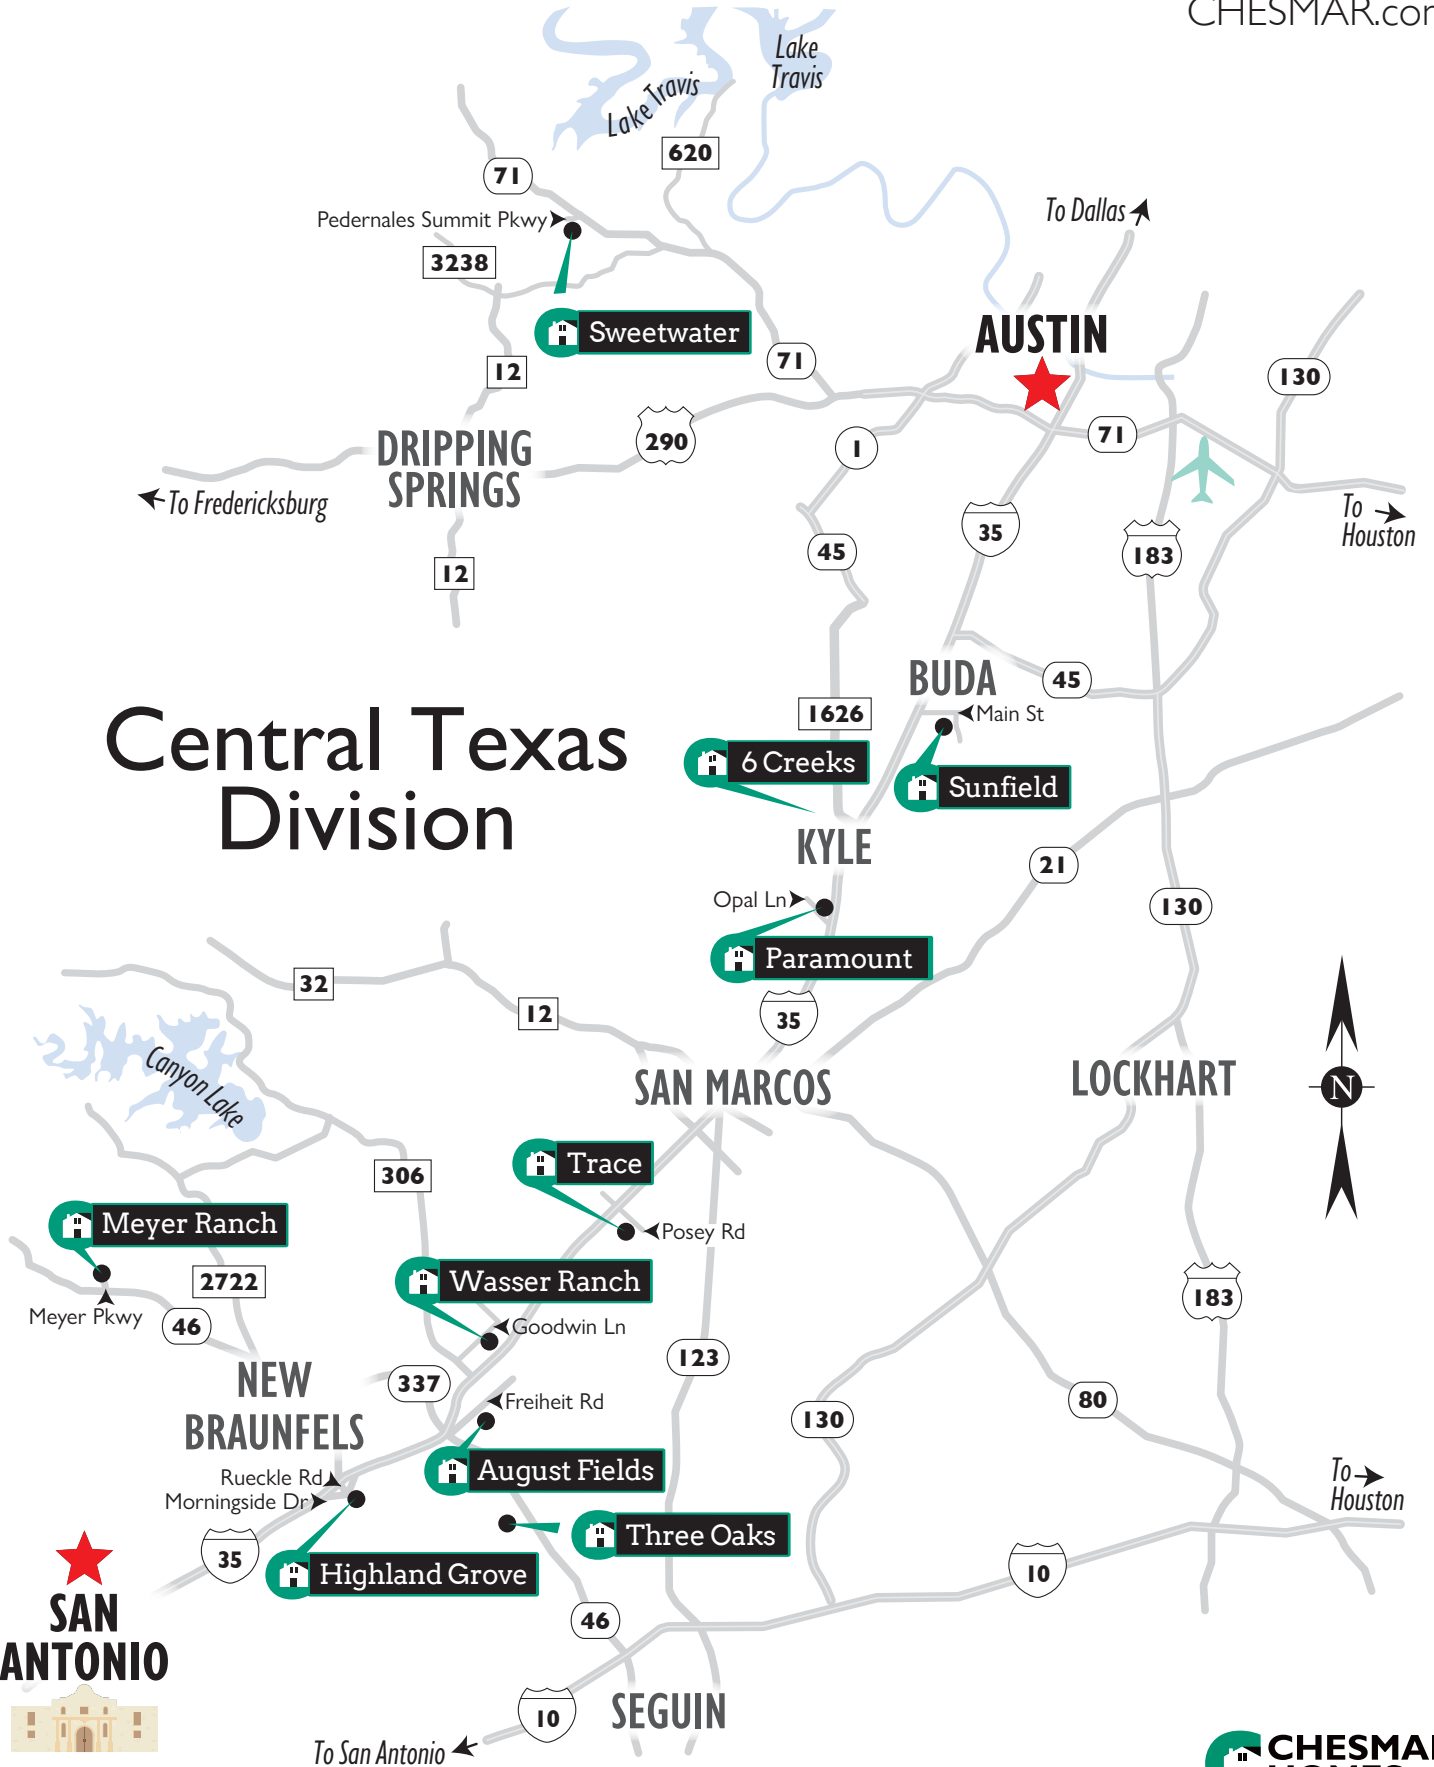 CHESMAR.com
Lake
Travis
Lake Travis
620
71
Pedernales Summit Pkwy
To Dallas
3238
Sweetwater
AUSTIN
12
71
130
DRIPPING
SPRINGS
290
1
71
To Fredericksburg
To
Houston
35
45
183
12
BUDA
45
1626
Main St
Central Texas
Division
6 Creeks
Sunfield
KYLE
21
Opal Ln
130
Paramount
32
12
35
Canyon Lake
SAN MARCOS
LOCKHART
N
Trace
306
Meyer Ranch
Posey Rd
2722
Wasser Ranch
183
Meyer Pkwy
46
Goodwin Ln
123
NEW
BRAUNFELS
337
Freiheit Rd
80
130
August Fields
Rueckle Rd
Morningside Dr
To
Houston
Three Oaks
35
Highland Grove
10
SAN
ANTONIO
46
10
SEGUIN
To San Antonio
CHESMAR
HOMES